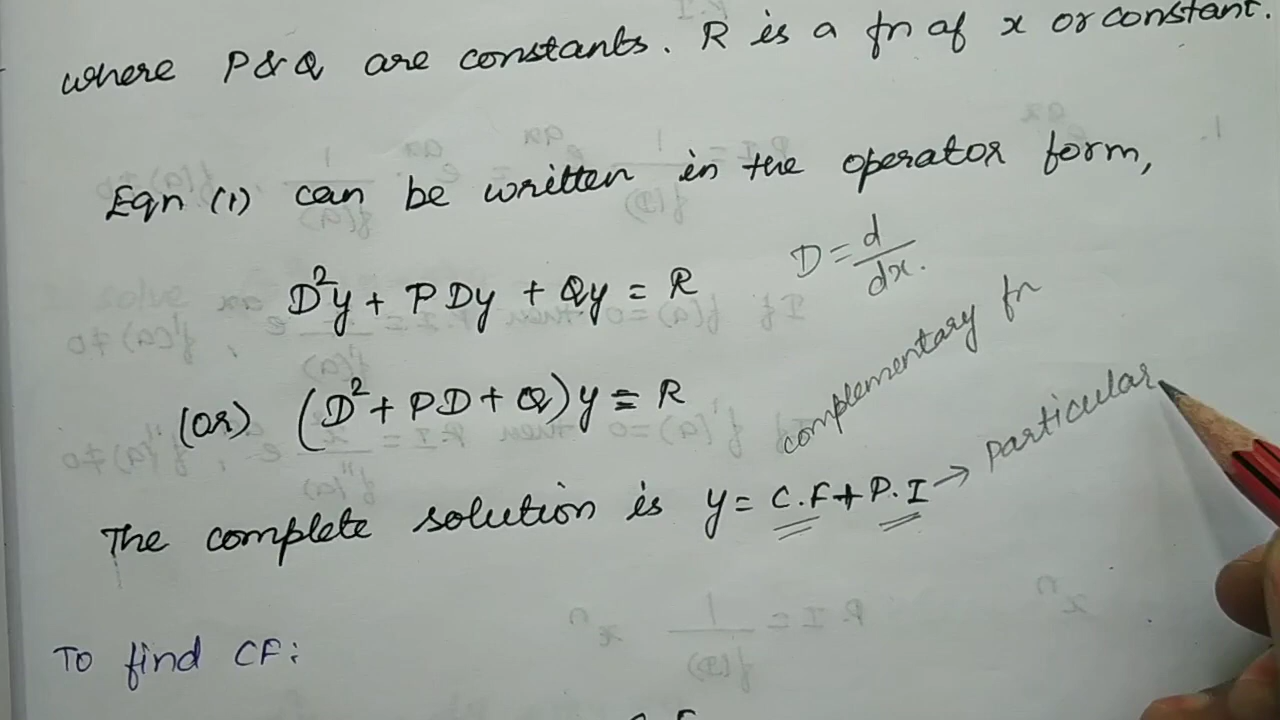 where P & Q are constants. R is a fn of x or constant.
Eqn (1) can be written in the operator form,
D²y + PDy + Qy = R
D = d/dx.
(or) (D² + PD + Q)y = R
complementary fn
The complete solution is y = C.F + P.I → particular
To find CF: